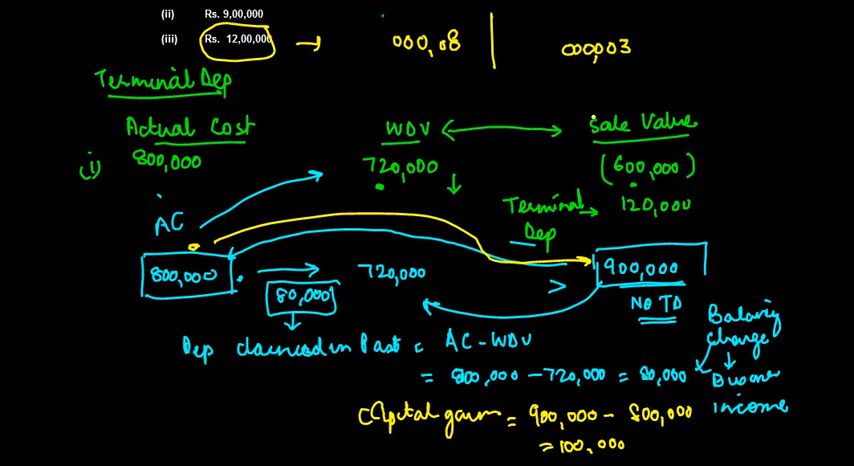 (ii) Rs. 9,00,000
(iii) Rs. 12,00,000 → 000,08 | 000,003
Terminal Dep
Actual Cost WDV Sale Value
(i) 800,000 720,000 (600,000)
Terminal Dep → 120,000
AC
800,000 → 720,000 > 900,000
80,000 NO TD
Balancing charge
Dep claimed in Past = AC-WDV
= 800,000 - 720,000 = 80,000
Business income
Capital gain = 900,000 - 800,000
= 100,000